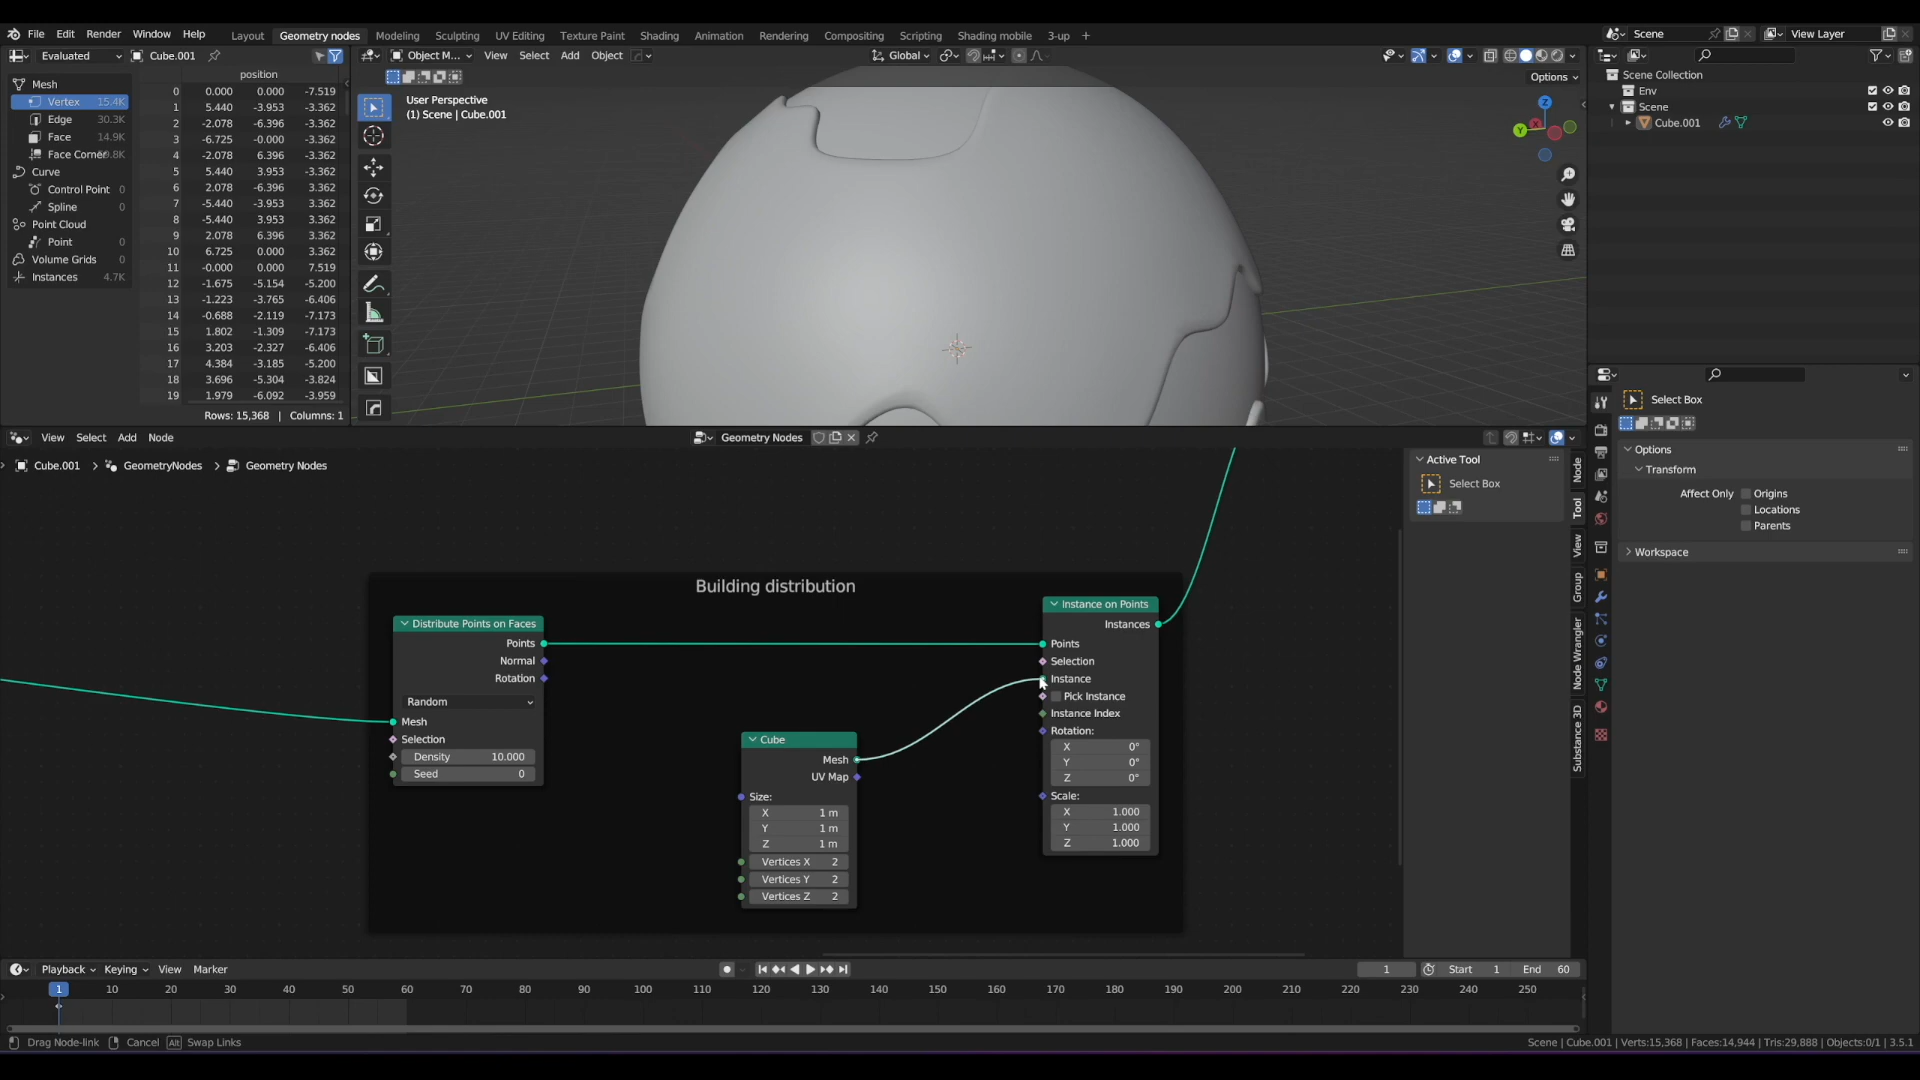 File Edit Render Window Help Layout Geometry nodes Modeling Sculpting UV Editing Texture Paint Shading Animation Rendering Compositing Scripting Shading mobile 3-up + Scene View Layer
Evaluated Cube.001 Object M... View Select Add Object Global
position
Options
Mesh
Vertex 15.4K
Edge 30.3K
Face 14.9K
Face Corner 59.8K
Curve
Control Point 0
Spline 0
Point Cloud
Point 0
Volume Grids 0
Instances 4.7K
0 0.000 0.000 -7.519
1 5.440 -3.953 -3.362
2 -2.078 -6.396 -3.362
3 -6.725 -0.000 -3.362
4 -2.078 6.396 -3.362
5 5.440 3.953 -3.362
6 2.078 -6.396 3.362
7 -5.440 -3.953 3.362
8 -5.440 3.953 3.362
9 2.078 6.396 3.362
10 6.725 0.000 3.362
11 -0.000 0.000 7.519
12 -1.675 -5.154 -5.200
13 -1.223 -3.765 -6.406
14 -0.688 -2.119 -7.173
15 1.802 -1.309 -7.173
16 3.203 -2.327 -6.406
17 4.384 -3.185 -5.200
18 3.696 -5.304 -3.824
19 1.979 -6.092 -3.959
Rows: 15,368 | Columns: 1
User Perspective
(1) Scene | Cube.001
Z
Y
X
Scene Collection
Env
Scene
Cube.001
Select Box
Options
Transform
Affect Only Origins
Locations
Parents
Workspace
View Select Add Node Geometry Nodes
Cube.001 > GeometryNodes > Geometry Nodes
Active Tool
Select Box
Node
Tool
View
Group
Node Wrangler
Substance 3D
Building distribution
Distribute Points on Faces
Points
Normal
Rotation
Random
Mesh
Selection
Density 10.000
Seed 0
Cube
Mesh
UV Map
Size:
X 1 m
Y 1 m
Z 1 m
Vertices X 2
Vertices Y 2
Vertices Z 2
Instance on Points
Instances
Points
Selection
Instance
Pick Instance
Instance Index
Rotation:
X 0°
Y 0°
Z 0°
Scale:
X 1.000
Y 1.000
Z 1.000
Playback Keying View Marker 1 Start 1 End 60
1 10 20 30 40 50 60 70 80 90 100 110 120 130 140 150 160 170 180 190 200 210 220 230 240 250
Drag Node-link Cancel Alt Swap Links Scene | Cube.001 | Verts:15,368 | Faces:14,944 | Tris:29,888 | Objects:0/1 | 3.5.1